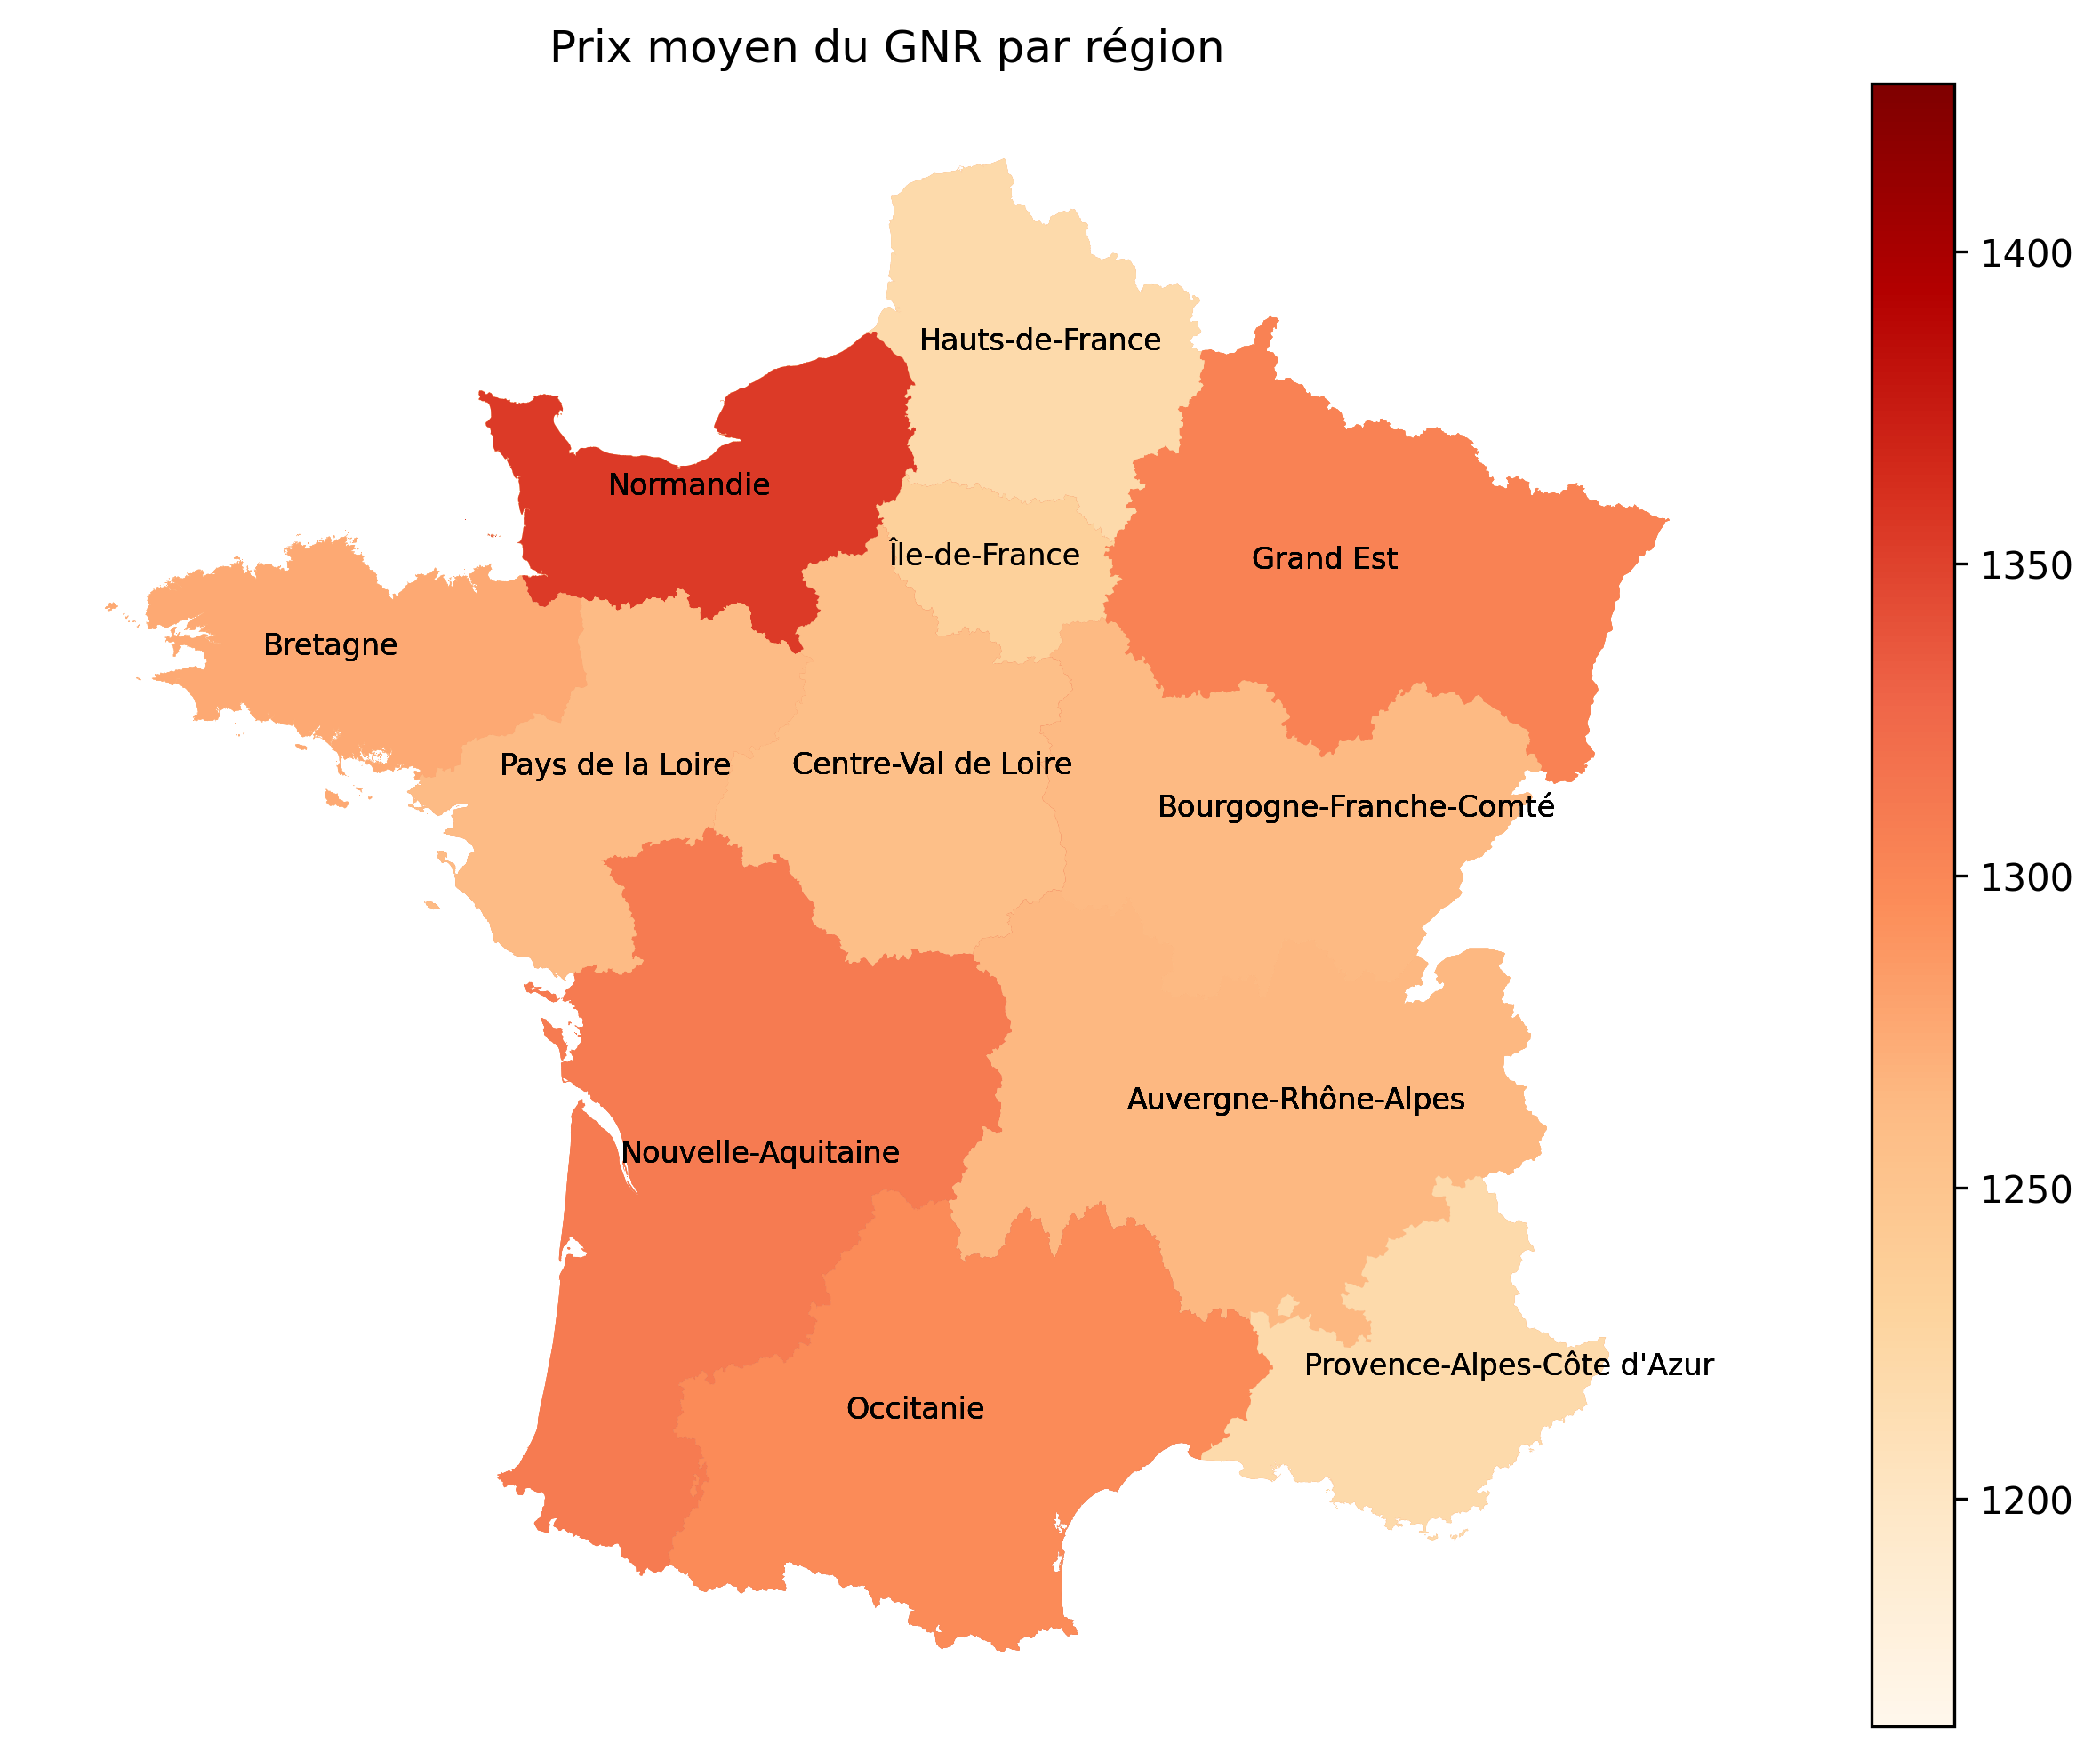 Prix moyen du GNR par région
Hauts-de-France
Normandie
Île-de-France
Grand Est
Bretagne
Pays de la Loire
Centre-Val de Loire
Bourgogne-Franche-Comté
Auvergne-Rhône-Alpes
Nouvelle-Aquitaine
Provence-Alpes-Côte d'Azur
Occitanie
1400
1350
1300
1250
1200